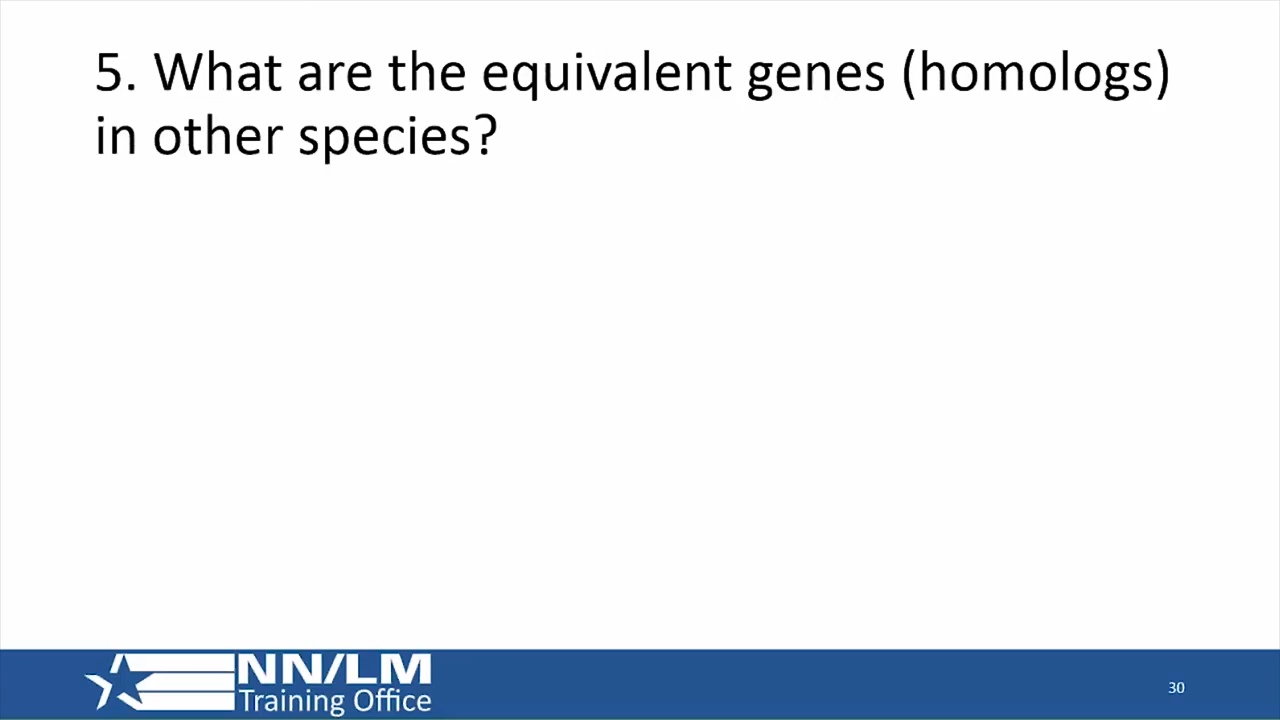 5. What are the equivalent genes (homologs)
in other species?
NN/LM
Training Office
30